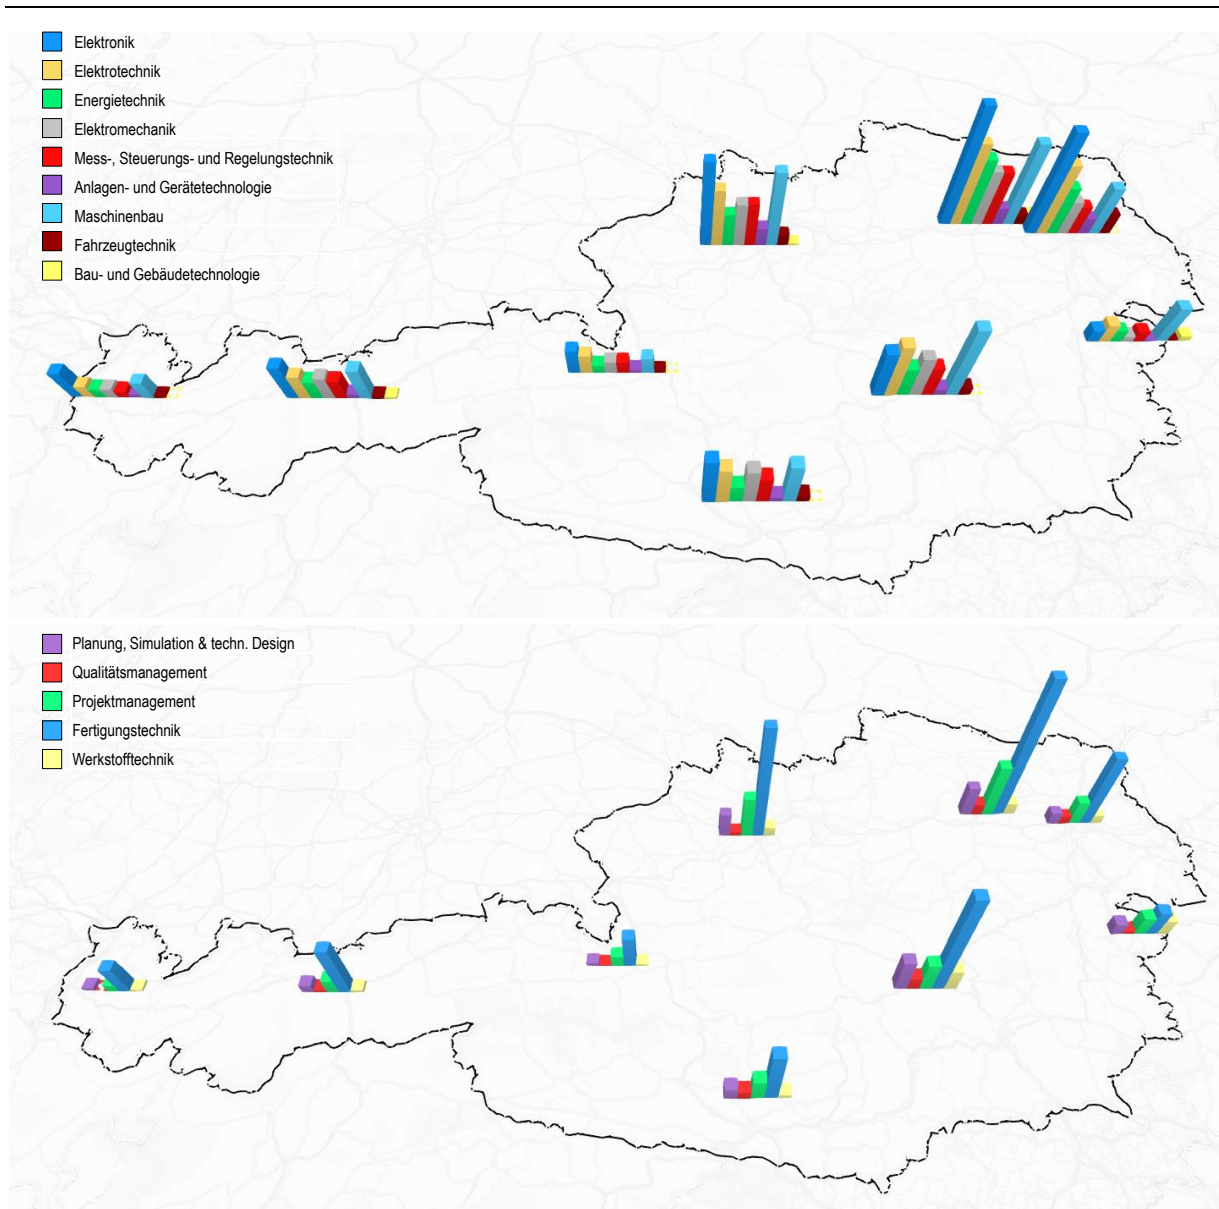 Elektronik
Elektrotechnik
Energietechnik
Elektromechanik
Mess-, Steuerungs- und Regelungstechnik
Anlagen- und Gerätetechnologie
Maschinenbau
Fahrzeugtechnik
Bau- und Gebäudetechnologie
Planung, Simulation & techn. Design
Qualitätsmanagement
Projektmanagement
Fertigungstechnik
Werkstofftechnik